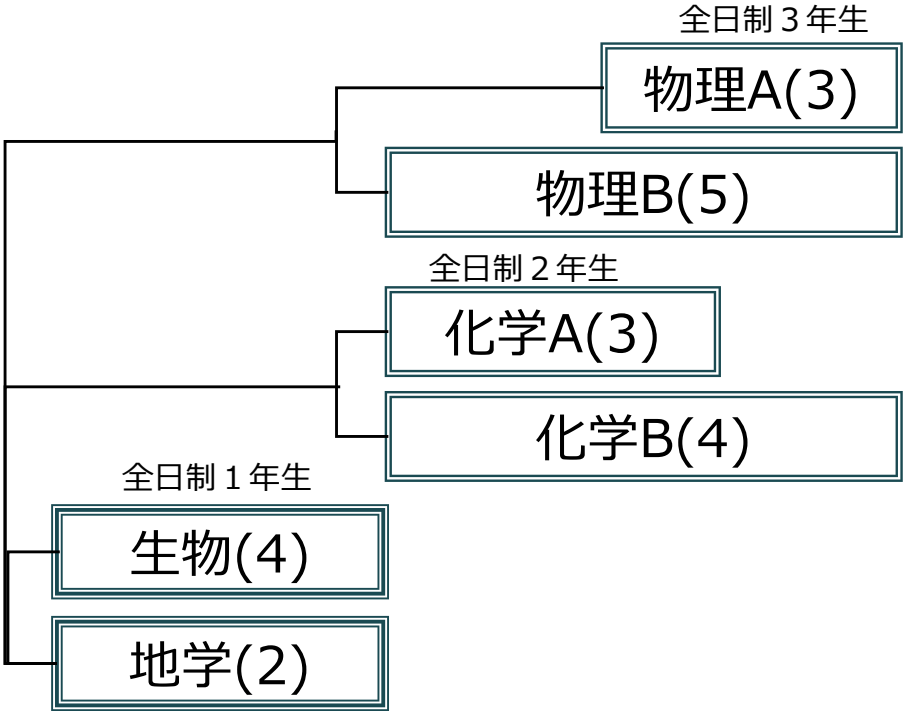 全日制３年生
物理A(3)
物理B(5)
全日制２年生
化学A(3)
化学B(4)
全日制１年生
生物(4)
地学(2)